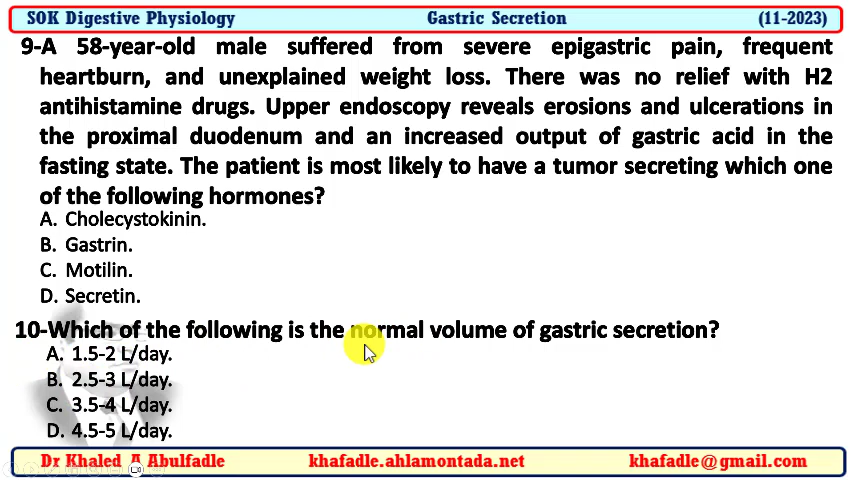 SOK Digestive Physiology Gastric Secretion (11-2023)
9-A 58-year-old male suffered from severe epigastric pain, frequent
heartburn, and unexplained weight loss. There was no relief with H2
antihistamine drugs. Upper endoscopy reveals erosions and ulcerations in
the proximal duodenum and an increased output of gastric acid in the
fasting state. The patient is most likely to have a tumor secreting which one
of the following hormones?
A. Cholecystokinin.
B. Gastrin.
C. Motilin.
D. Secretin.
10-Which of the following is the normal volume of gastric secretion?
A. 1.5-2 L/day.
B. 2.5-3 L/day.
C. 3.5-4 L/day.
D. 4.5-5 L/day.
Dr Khaled A Abulfadle khafadle.ahlamontada.net khafadle@gmail.com